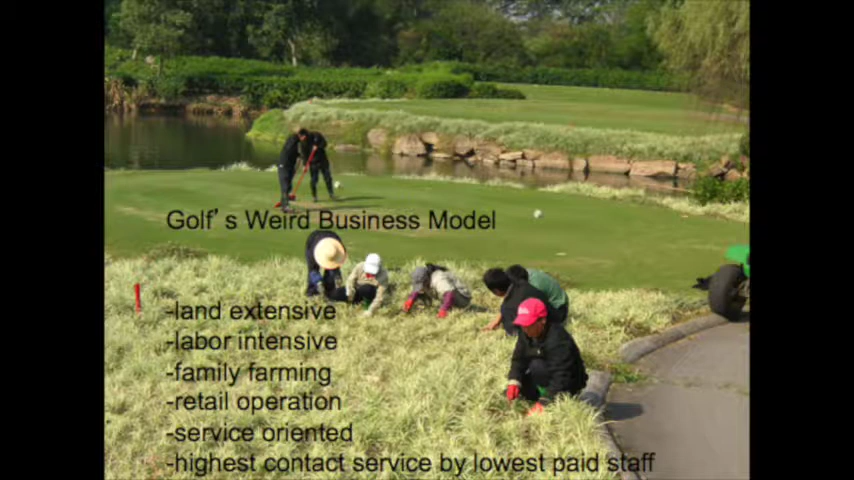 Golf's Weird Business Model
-land extensive
-labor intensive
-family farming
-retail operation
-service oriented
-highest contact service by lowest paid staff